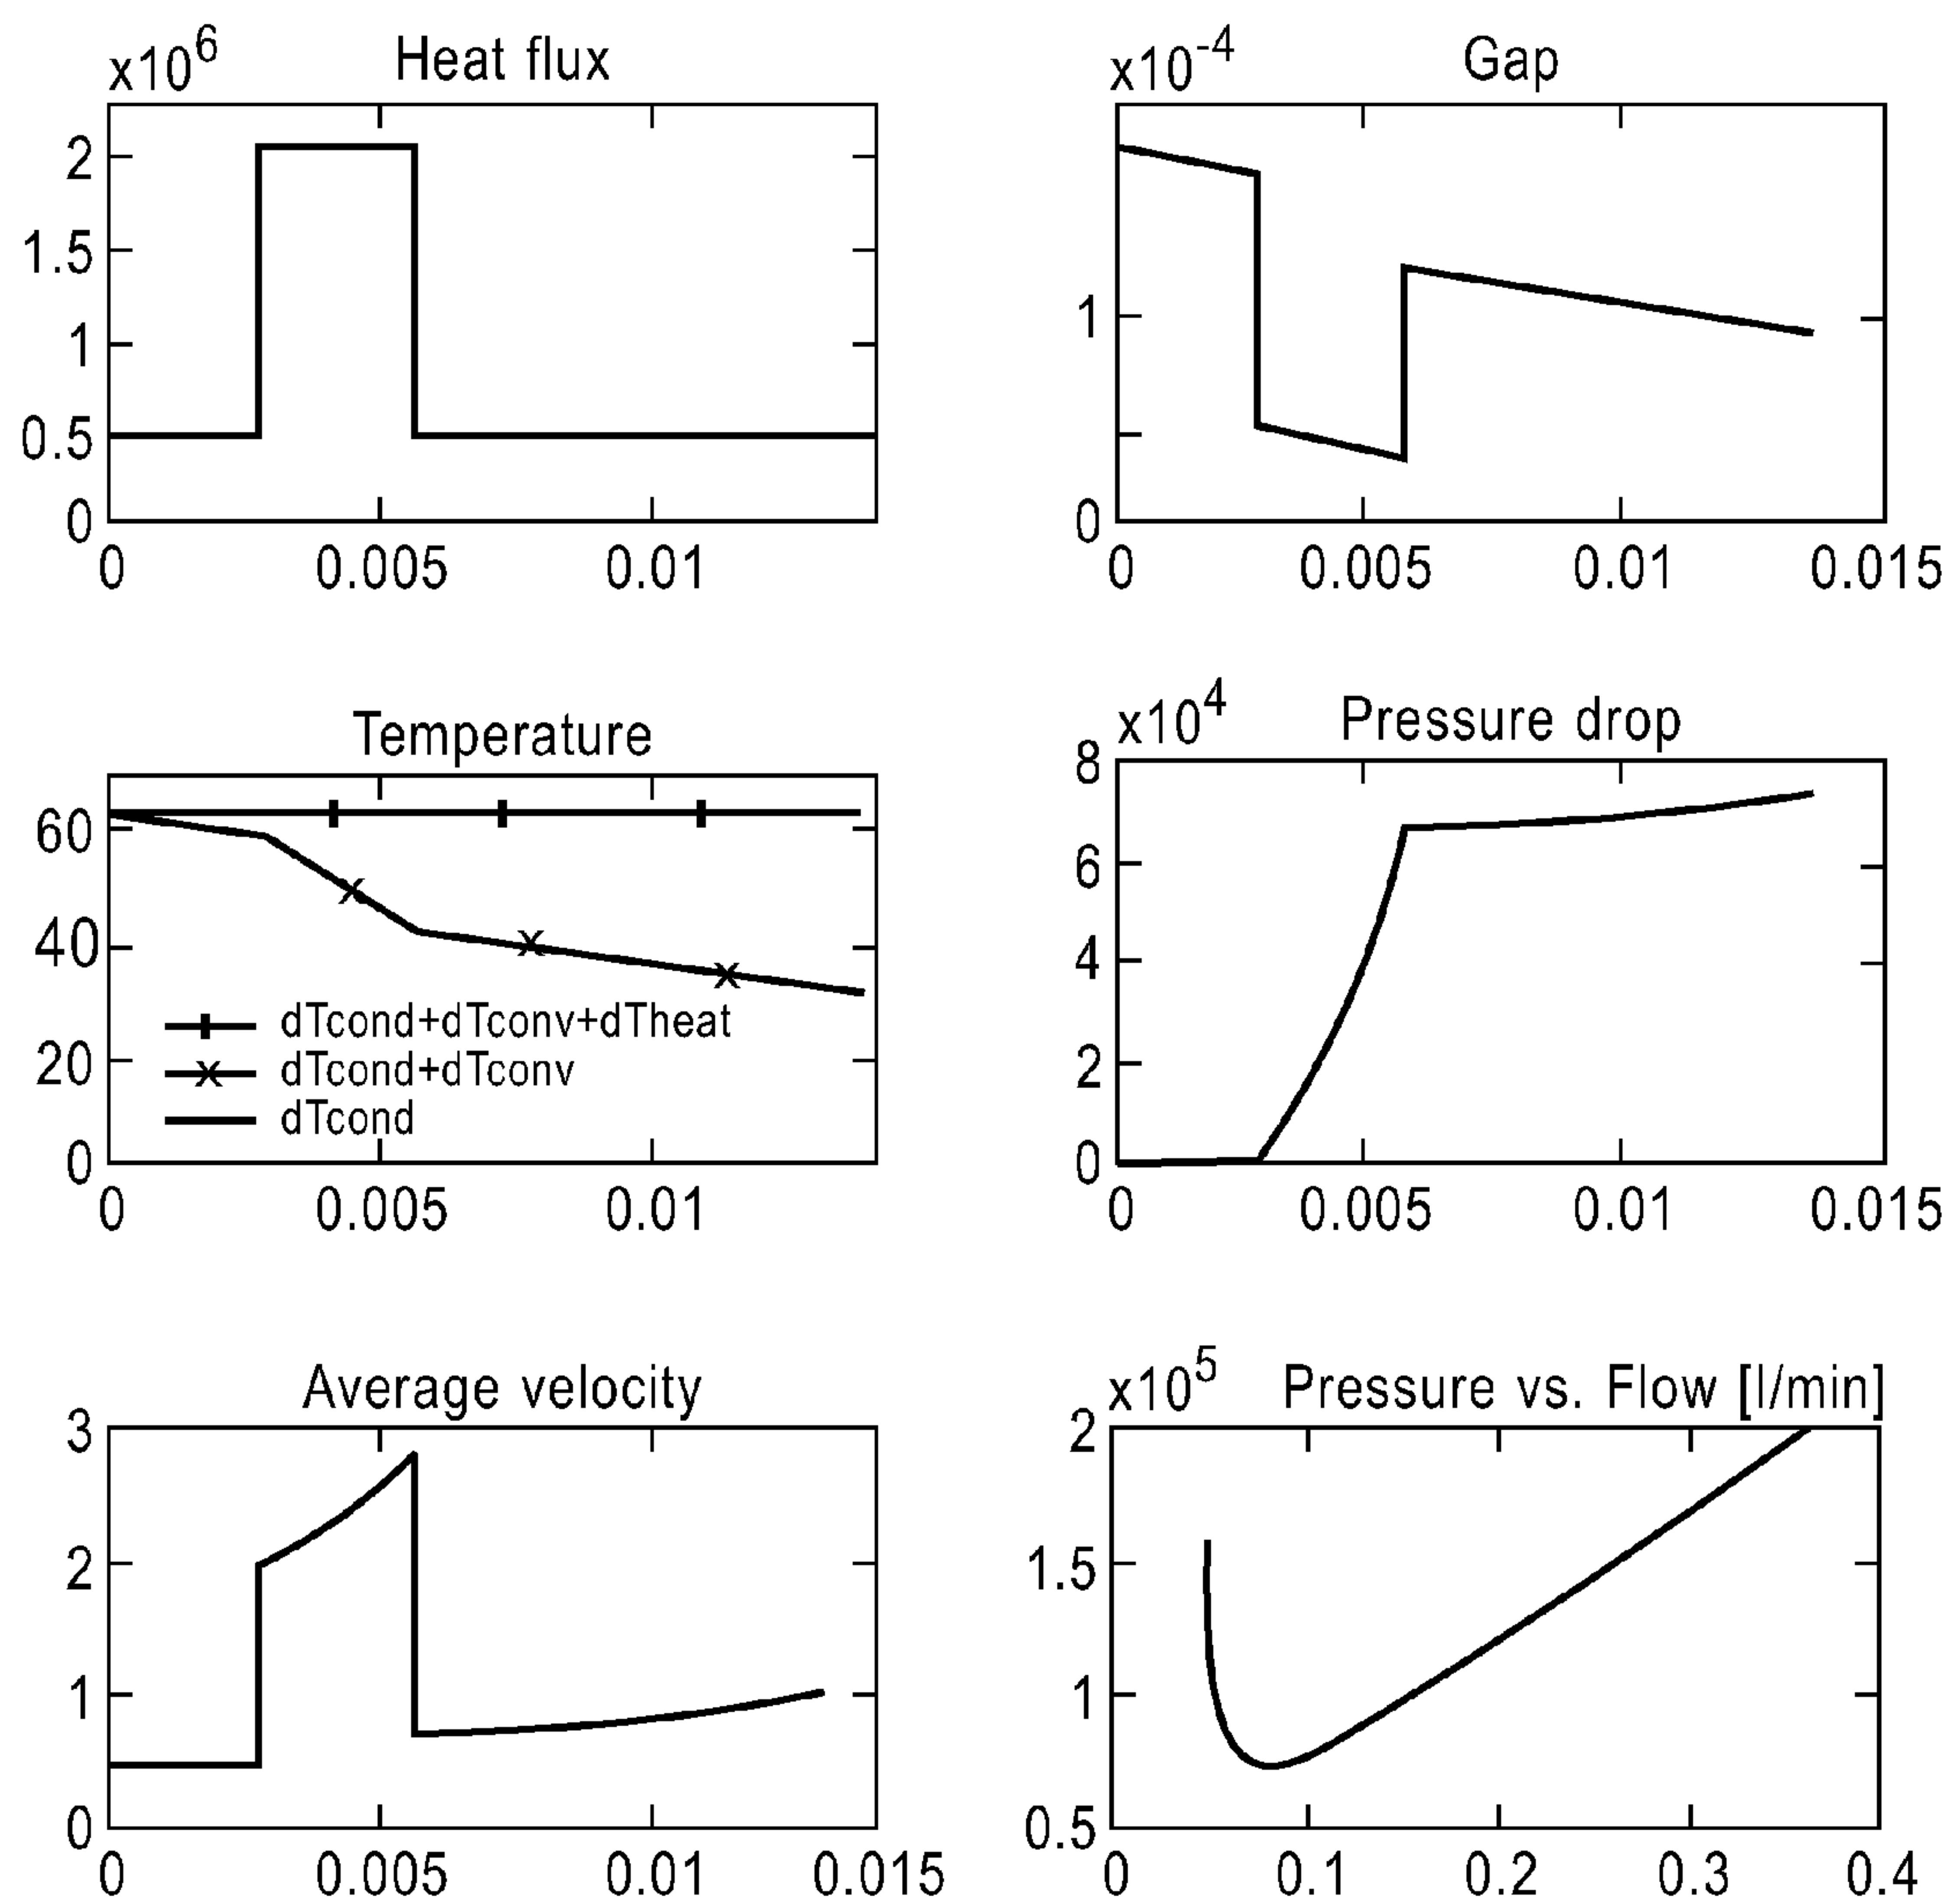 x10^6 Heat flux
2
1.5
1
0.5
0
0 0.005 0.01
x10^-4 Gap
1
0
0 0.005 0.01 0.015
Temperature
60
40
20
0
dTcond+dTconv+dTheat
dTcond+dTconv
dTcond
0 0.005 0.01
x10^4 Pressure drop
8
6
4
2
0
0 0.005 0.01 0.015
Average velocity
3
2
1
0
0 0.005 0.01 0.015
x10^5 Pressure vs. Flow [l/min]
2
1.5
1
0.5
0 0.1 0.2 0.3 0.4